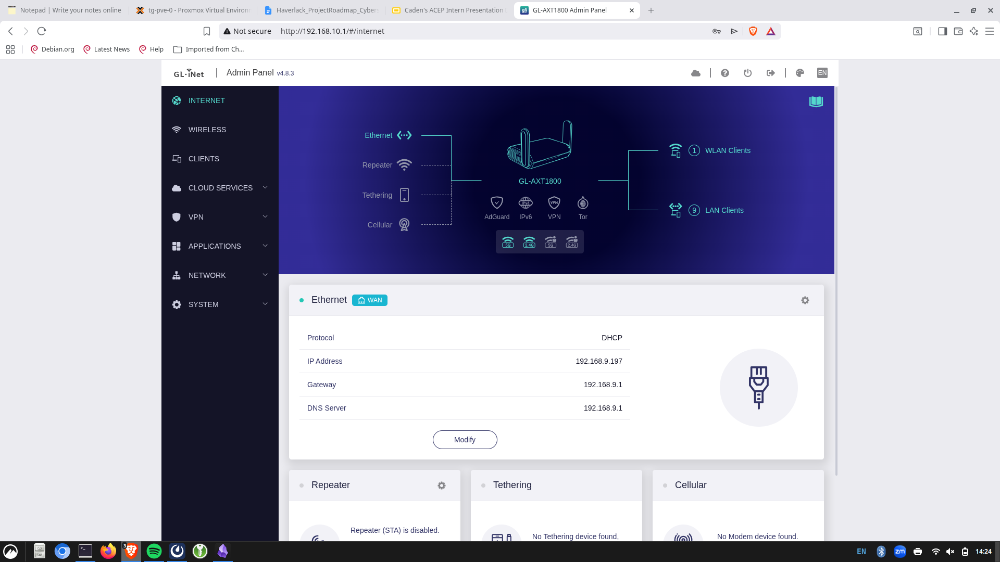 Notepad | Write your notes online
tg-pve-0 - Proxmox Virtual Environ
Haverlack_ProjectRoadmap_Cybers
Caden's ACEP Intern Presentation
GL-AXT1800 Admin Panel
Not secure http://192.168.10.1/#/internet
Debian.org
Latest News
Help
Imported from Ch...
GL·iNet
Admin Panel v4.8.3
EN
INTERNET
WIRELESS
CLIENTS
CLOUD SERVICES
VPN
APPLICATIONS
NETWORK
SYSTEM
Ethernet
Repeater
Tethering
Cellular
GL-AXT1800
AdGuard
IPv6
IPv6
VPN
VPN
Tor
5G
2.4G
5G
2.4G
1 WLAN Clients
9 LAN Clients
Ethernet WAN
Protocol DHCP
IP Address 192.168.9.197
Gateway 192.168.9.1
DNS Server 192.168.9.1
Modify
Repeater
Repeater (STA) is disabled.
Tethering
No Tethering device found,
Cellular
No Modem device found.
3
EN
zm
14:24